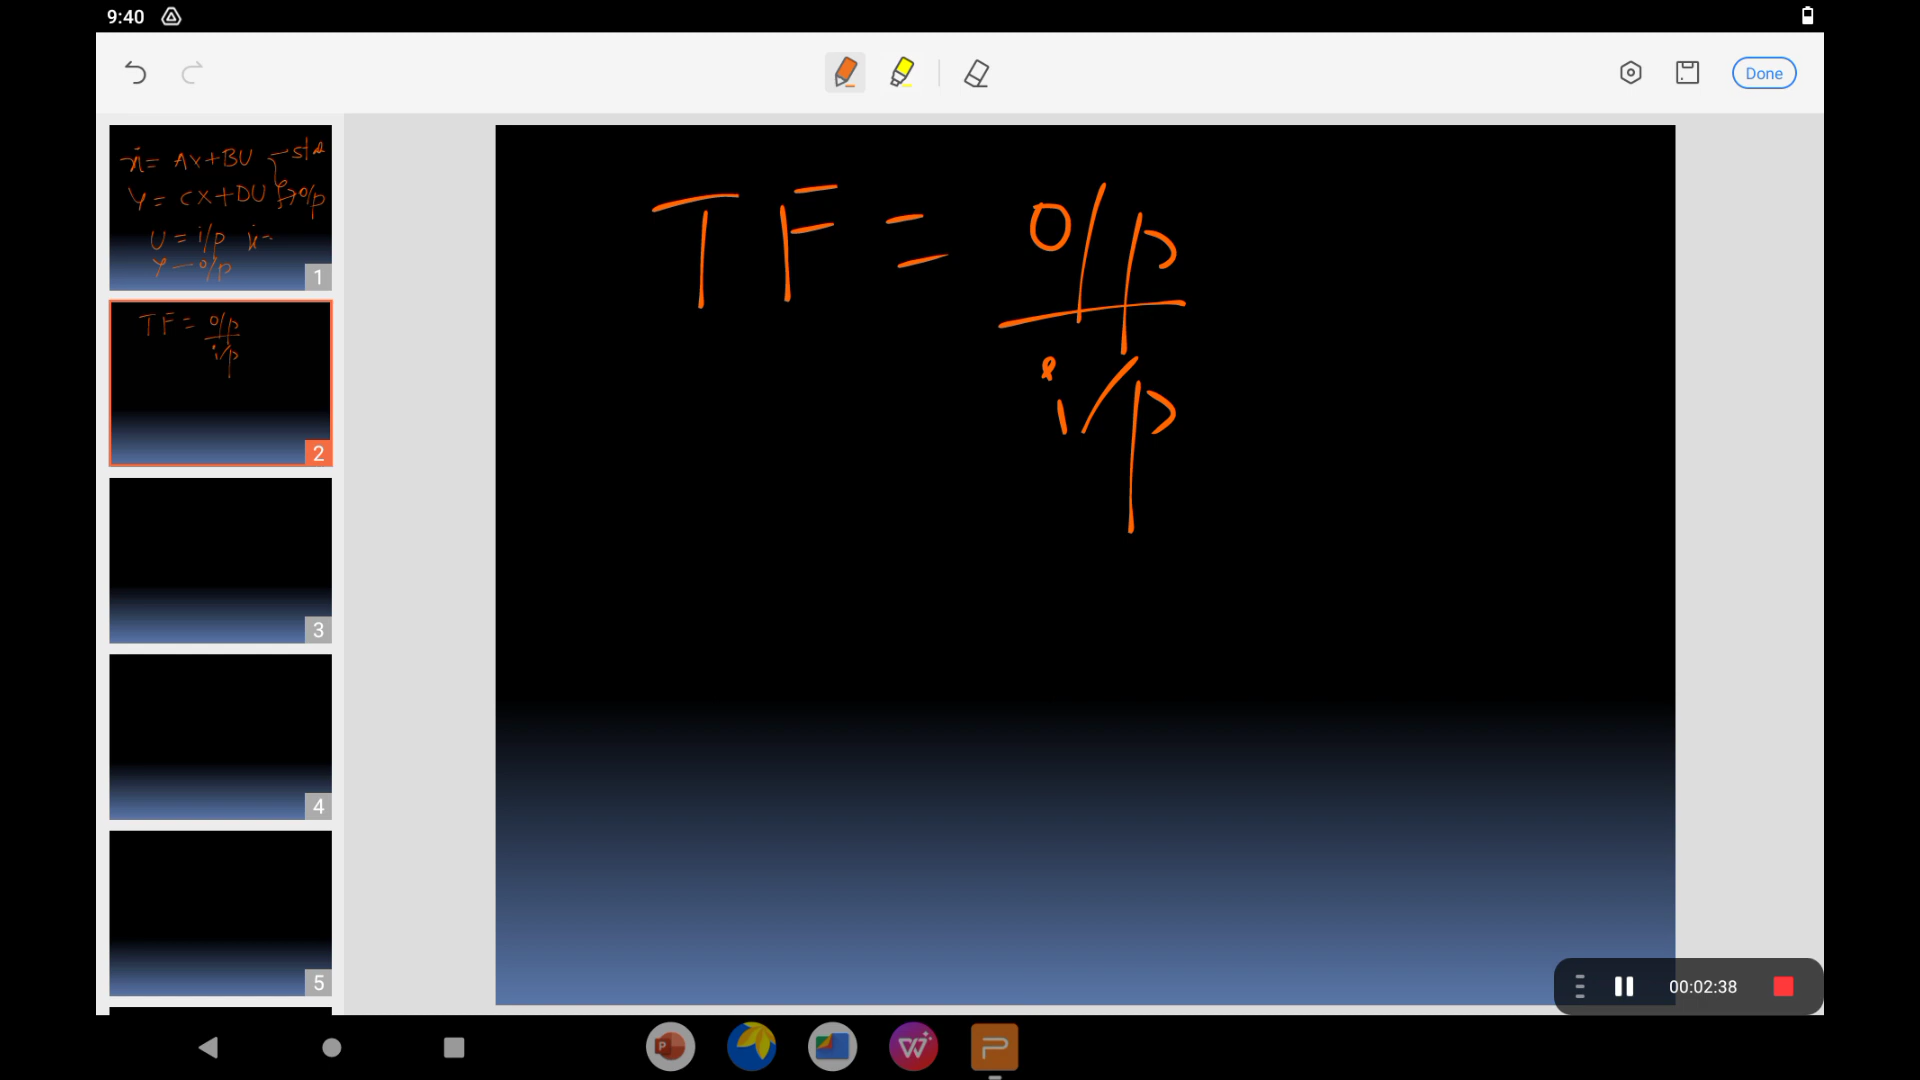 9:40
Done
ẋ = AX+BU
Y = CX+DU → o/p
U = i/p
Y — o/p
1
TF = o/p
i/p
2
3
4
5
TF = o/p
i/p
00:02:38